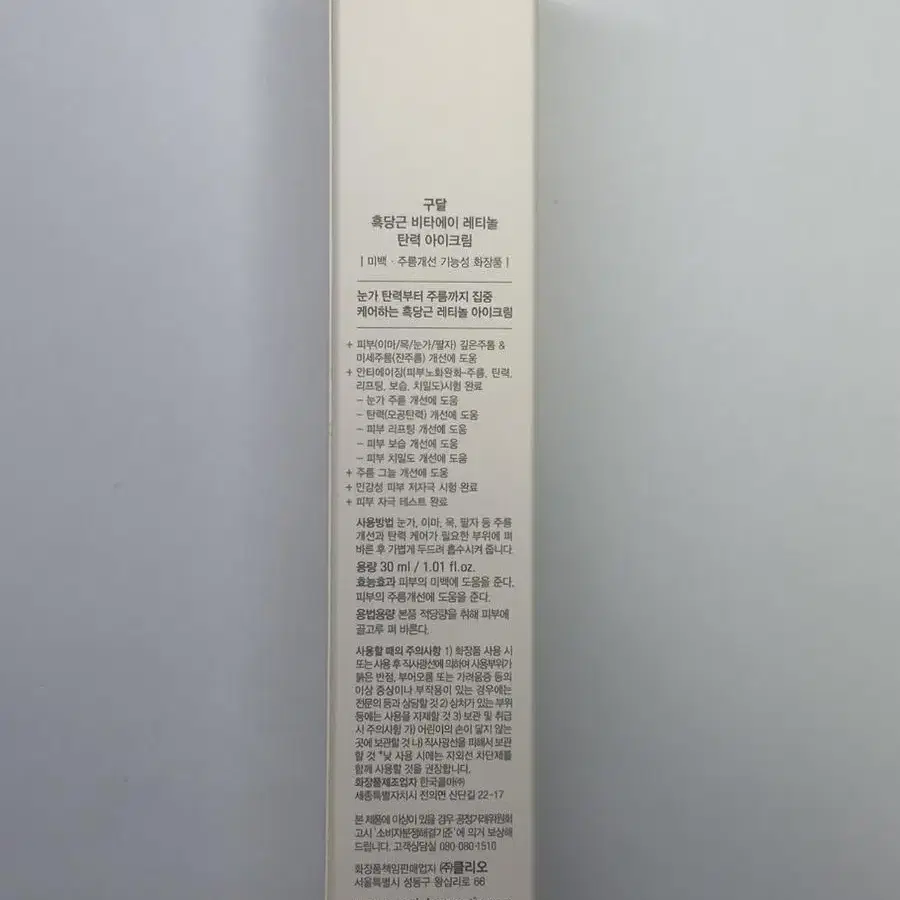 구달
흑당근 비타에이 레티놀
탄력 아이크림
| 미백 · 주름개선 기능성 화장품 |
눈가 탄력부터 주름까지 집중
케어하는 흑당근 레티놀 아이크림
+ 피부(이마/목/눈가/팔자) 깊은주름 &
미세주름(잔주름) 개선에 도움
+ 안티에이징(피부노화완화-주름, 탄력,
리프팅, 보습, 치밀도)시험 완료
- 눈가 주름 개선에 도움
- 탄력(모공탄력) 개선에 도움
- 피부 리프팅 개선에 도움
- 피부 보습 개선에 도움
- 피부 치밀도 개선에 도움
+ 주름 그늘 개선에 도움
+ 민감성 피부 저자극 시험 완료
+ 피부 자극 테스트 완료
사용방법 눈가, 이마, 목, 팔자 등 주름
개선과 탄력 케어가 필요한 부위에 펴
바른 후 가볍게 두드려 흡수시켜 줍니다.
용량 30 ml / 1.01 fl.oz.
효능효과 피부의 미백에 도움을 준다.
피부의 주름개선에 도움을 준다.
용법용량 본품 적당량을 취해 피부에
골고루 펴 바른다.
사용할 때의 주의사항 1) 화장품 사용 시
또는 사용 후 직사광선에 의하여 사용부위가
붉은 반점, 부어오름 또는 가려움증 등의
이상 증상이나 부작용이 있는 경우에는
전문의 등과 상담할 것 2) 상처가 있는 부위
등에는 사용을 자제할 것 3) 보관 및 취급
시 주의사항 가) 어린이의 손이 닿지 않는
곳에 보관할 것 나) 직사광선을 피해서 보관
할 것 *낮 사용 시에는 자외선 차단제를
함께 사용할 것을 권장합니다.
화장품제조업자 한국콜마㈜
세종특별자치시 전의면 산단길 22-17
본 제품에 이상이 있을 경우 공정거래위원회
고시 '소비자분쟁해결기준'에 의거 보상해
드립니다. 고객상담실 080-080-1510
화장품책임판매업자 ㈜클리오
서울특별시 성동구 왕십리로 66